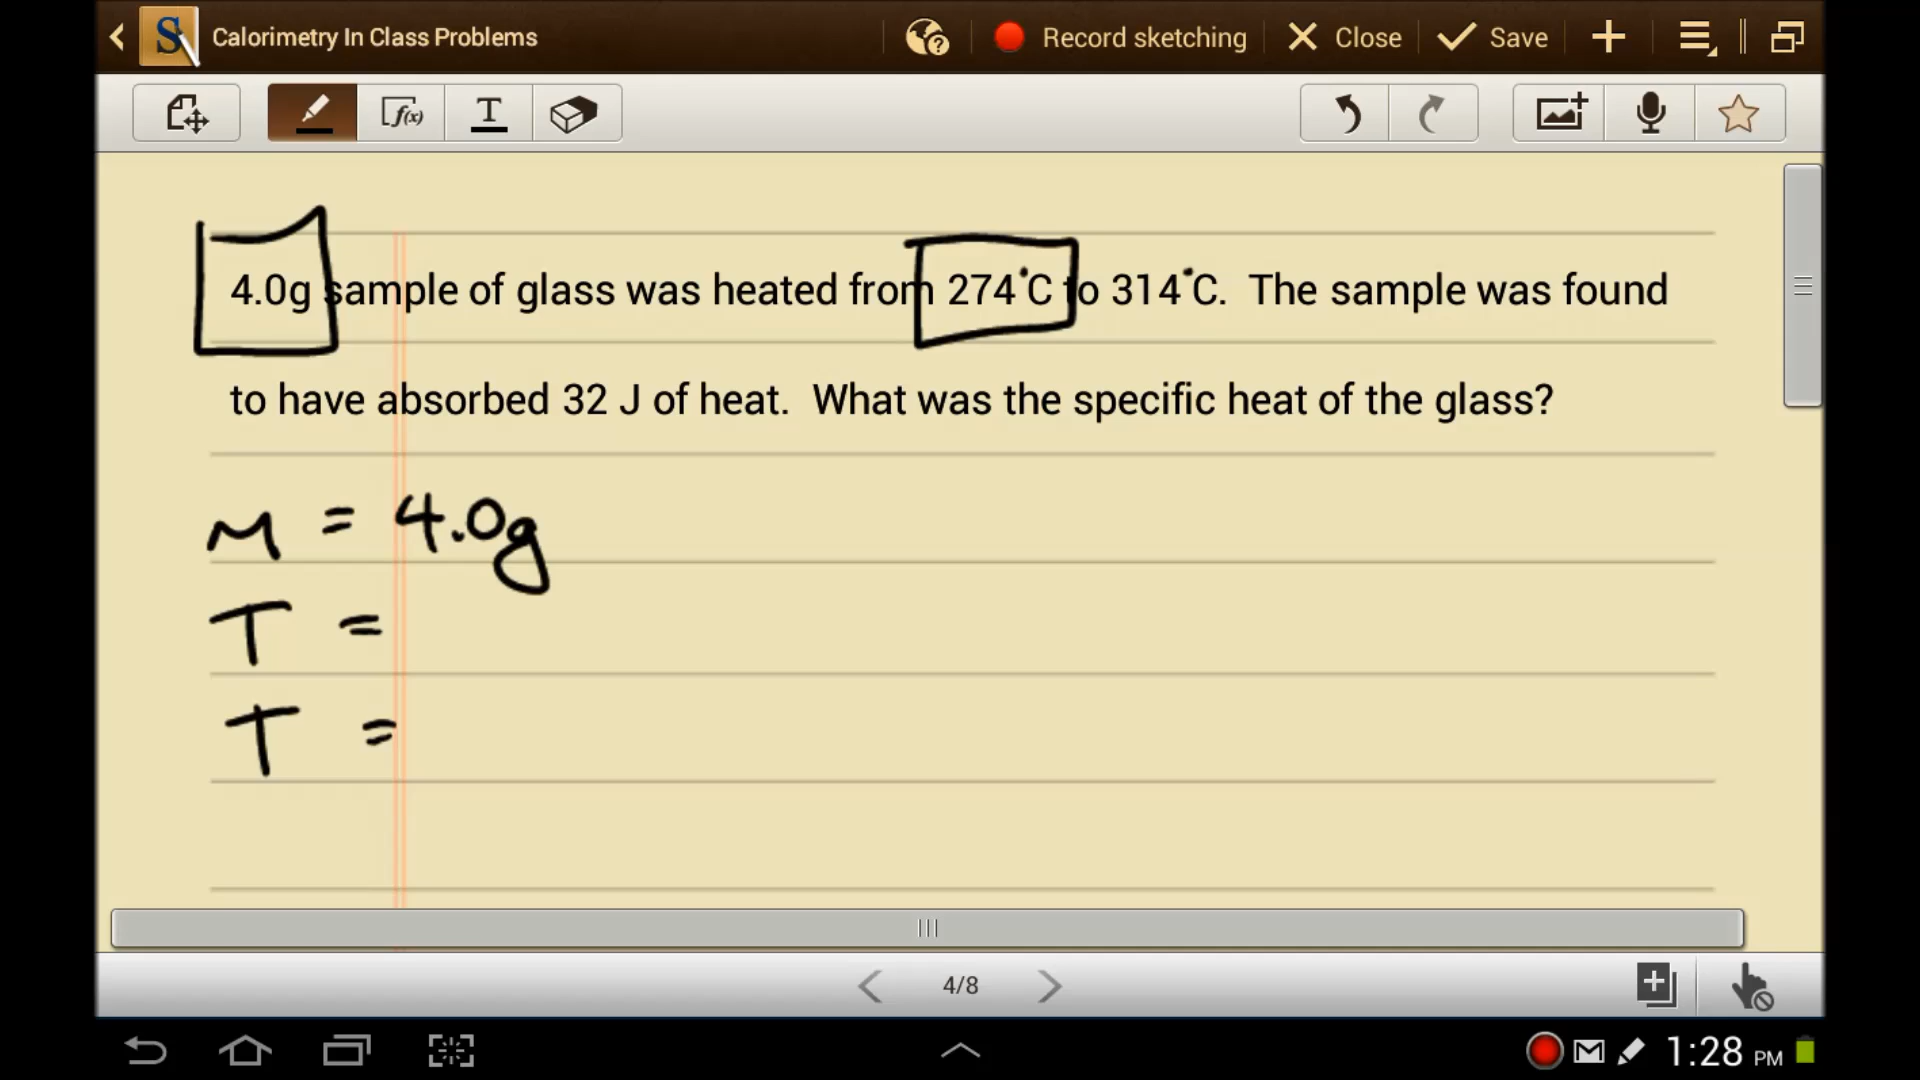 Calorimetry In Class Problems
Record sketching
Close
Save
f(x)
T
4.0g sample of glass was heated from 274°C to 314°C. The sample was found
to have absorbed 32 J of heat. What was the specific heat of the glass?
M = 4.0g
T =
T =
4/8
1:28 PM